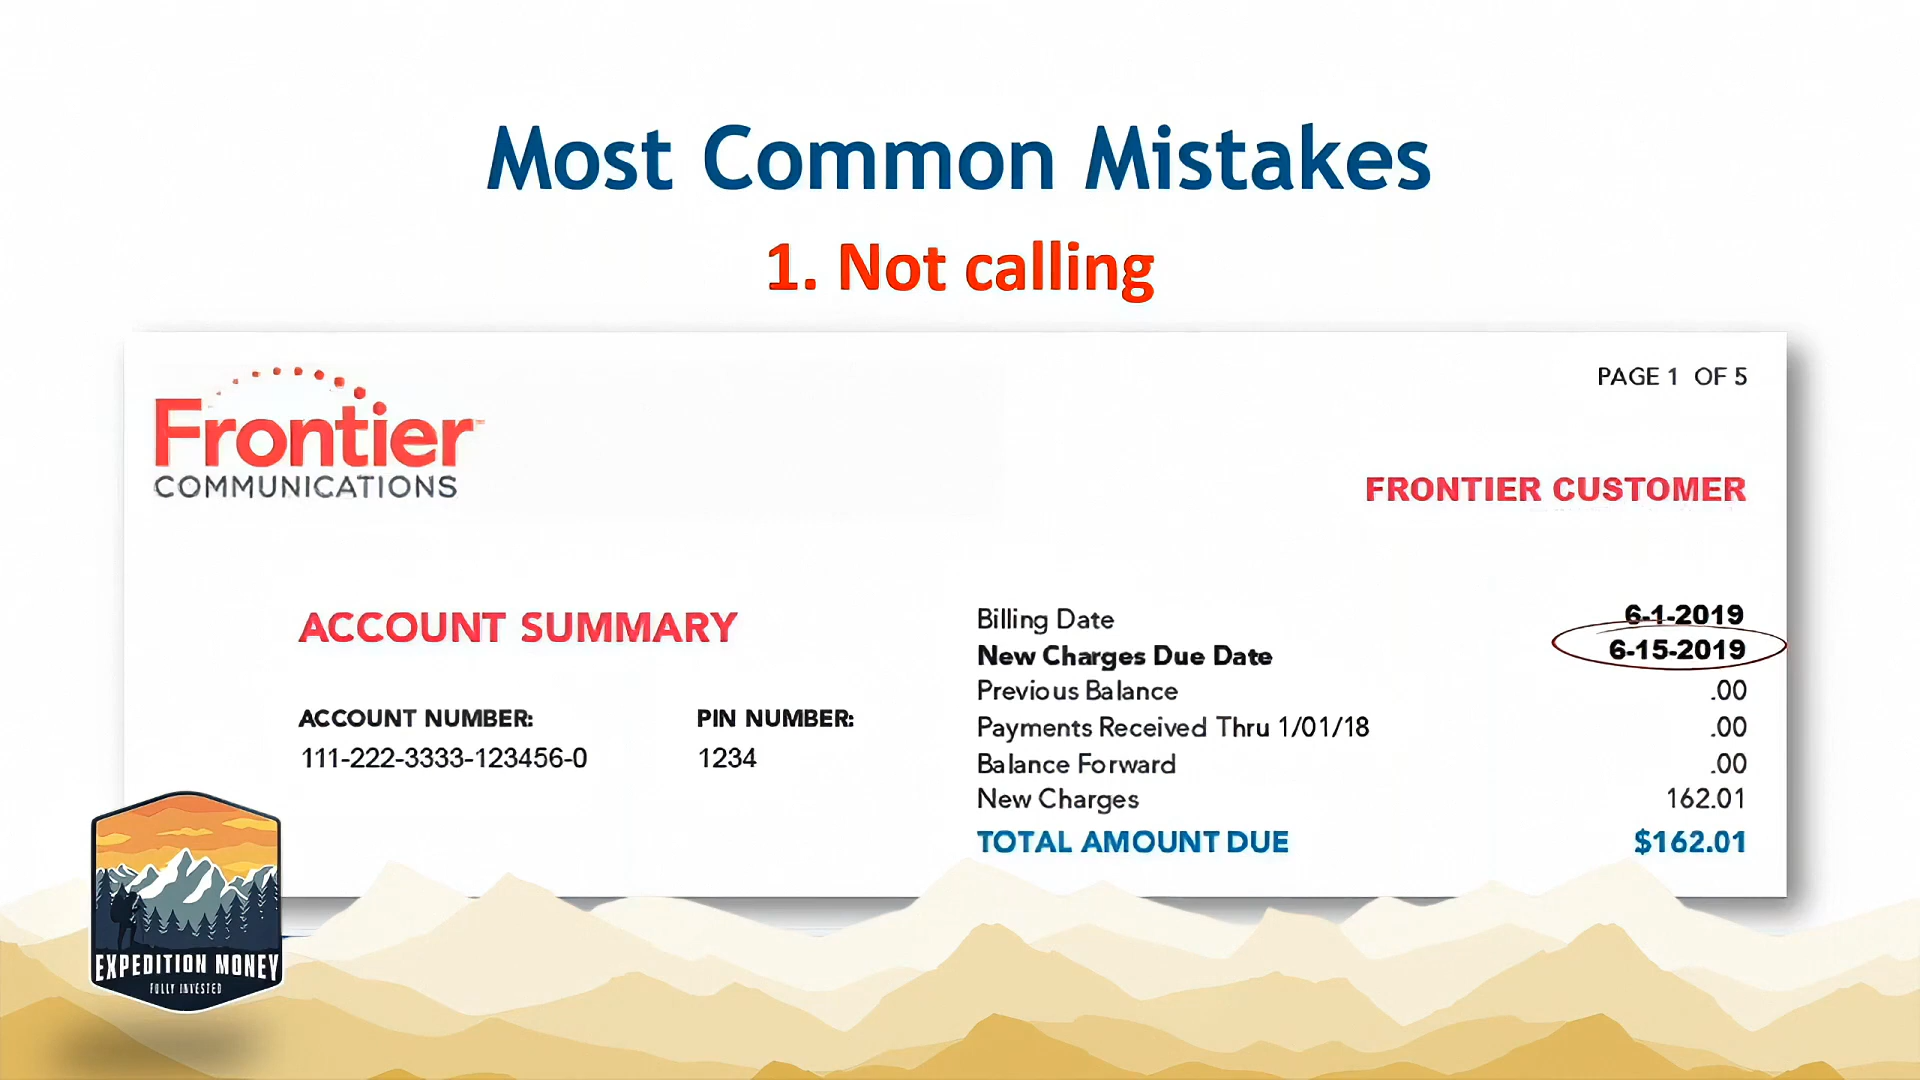 Most Common Mistakes
1. Not calling
Frontier™
COMMUNICATIONS
PAGE 1 OF 5
FRONTIER CUSTOMER
ACCOUNT SUMMARY
ACCOUNT NUMBER: PIN NUMBER:
111-222-3333-123456-0 1234
Billing Date 6-1-2019
New Charges Due Date 6-15-2019
Previous Balance .00
Payments Received Thru 1/01/18 .00
Balance Forward .00
New Charges 162.01
TOTAL AMOUNT DUE $162.01
EXPEDITION MONEY
FULLY INVESTED